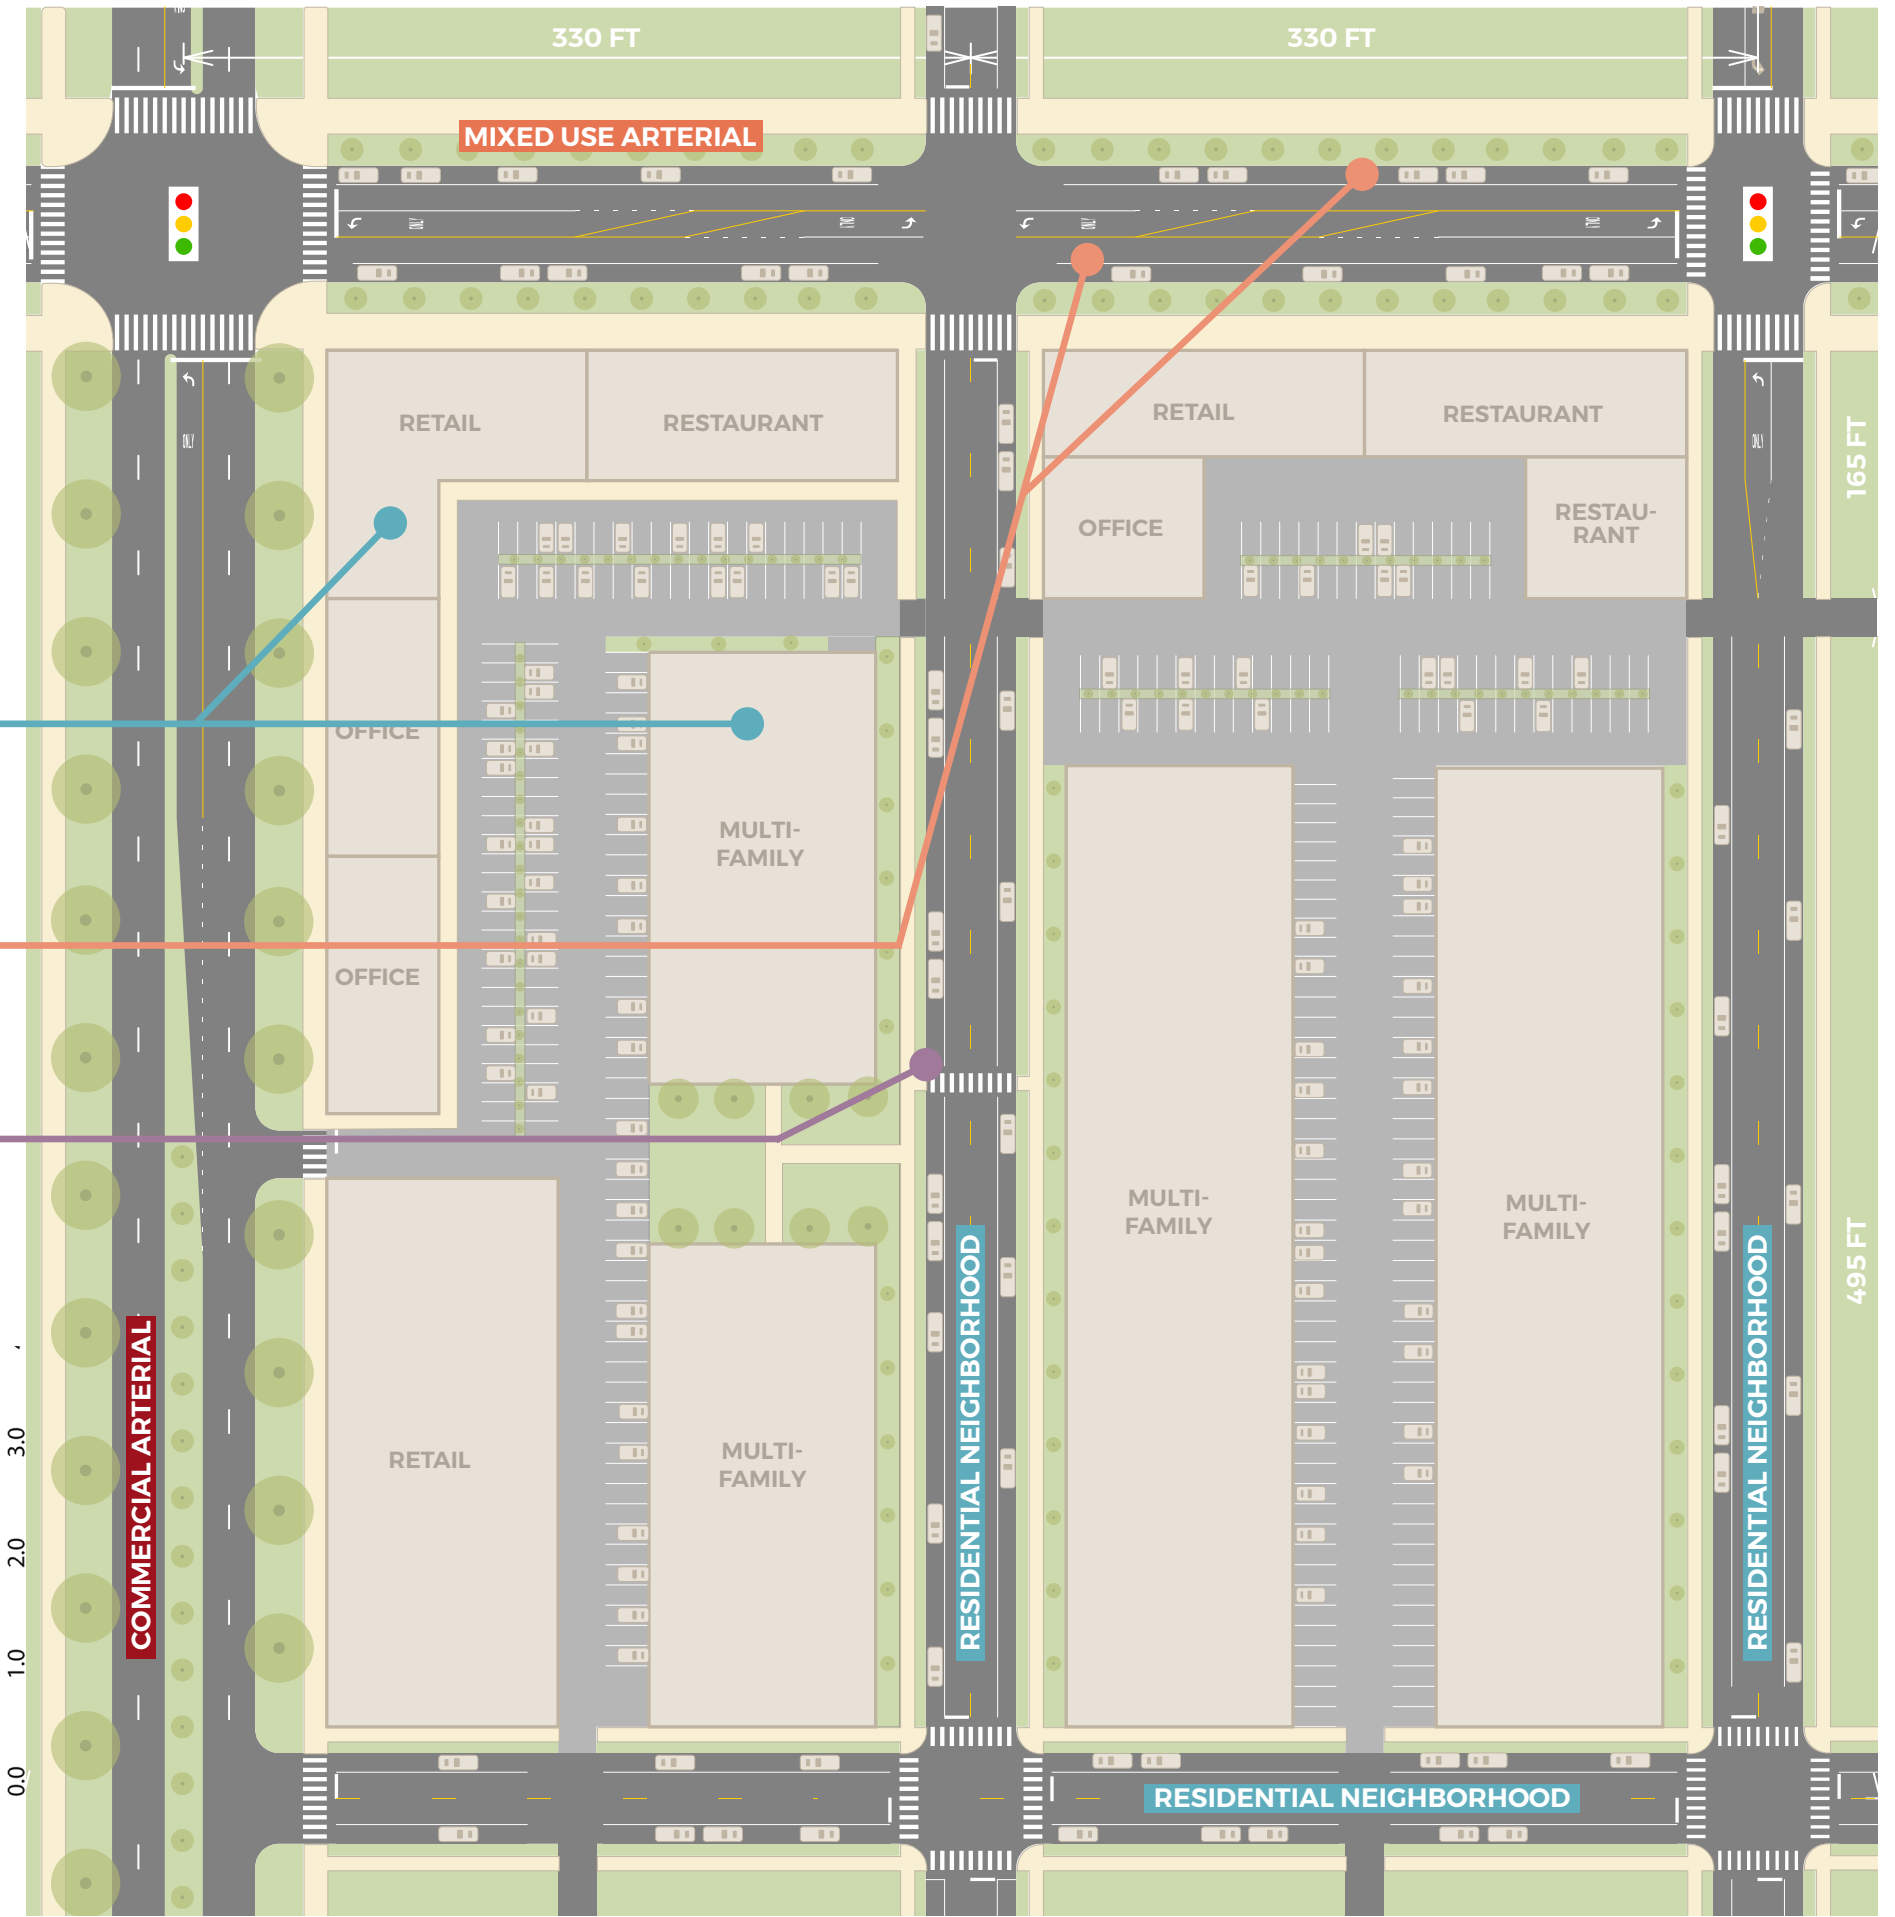 330 FT
330 FT
MIXED USE ARTERIAL
RETAIL
RESTAURANT
RETAIL
RESTAURANT
ONLY
ONLY
165 FT
OFFICE
RESTAU-
RANT
OFFICE
MULTI-
FAMILY
OFFICE
MULTI-
FAMILY
MULTI-
FAMILY
495 FT
COMMERCIAL ARTERIAL
RETAIL
MULTI-
FAMILY
RESIDENTIAL NEIGHBORHOOD
RESIDENTIAL NEIGHBORHOOD
3.0
2.0
1.0
0.0
RESIDENTIAL NEIGHBORHOOD